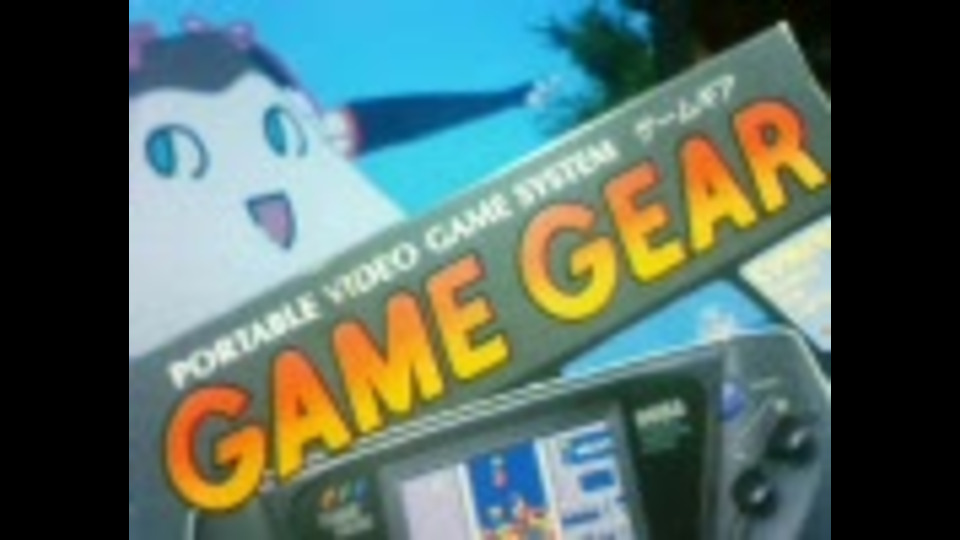 PORTABLE VIDEO GAME SYSTEM ゲームギア
GAME GEAR
SEGA